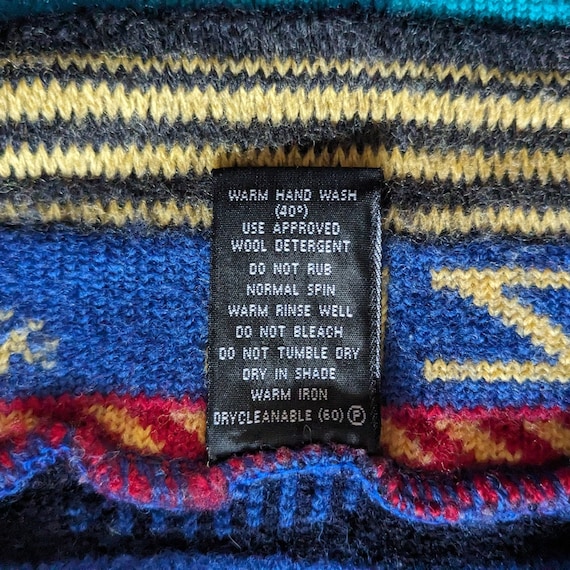 WARM HAND WASH
(40°)
USE APPROVED
WOOL DETERGENT
DO NOT RUB
NORMAL SPIN
WARM RINSE WELL
DO NOT BLEACH
DO NOT TUMBLE DRY
DRY IN SHADE
WARM IRON
DRYCLEANABLE (60) Ⓟ